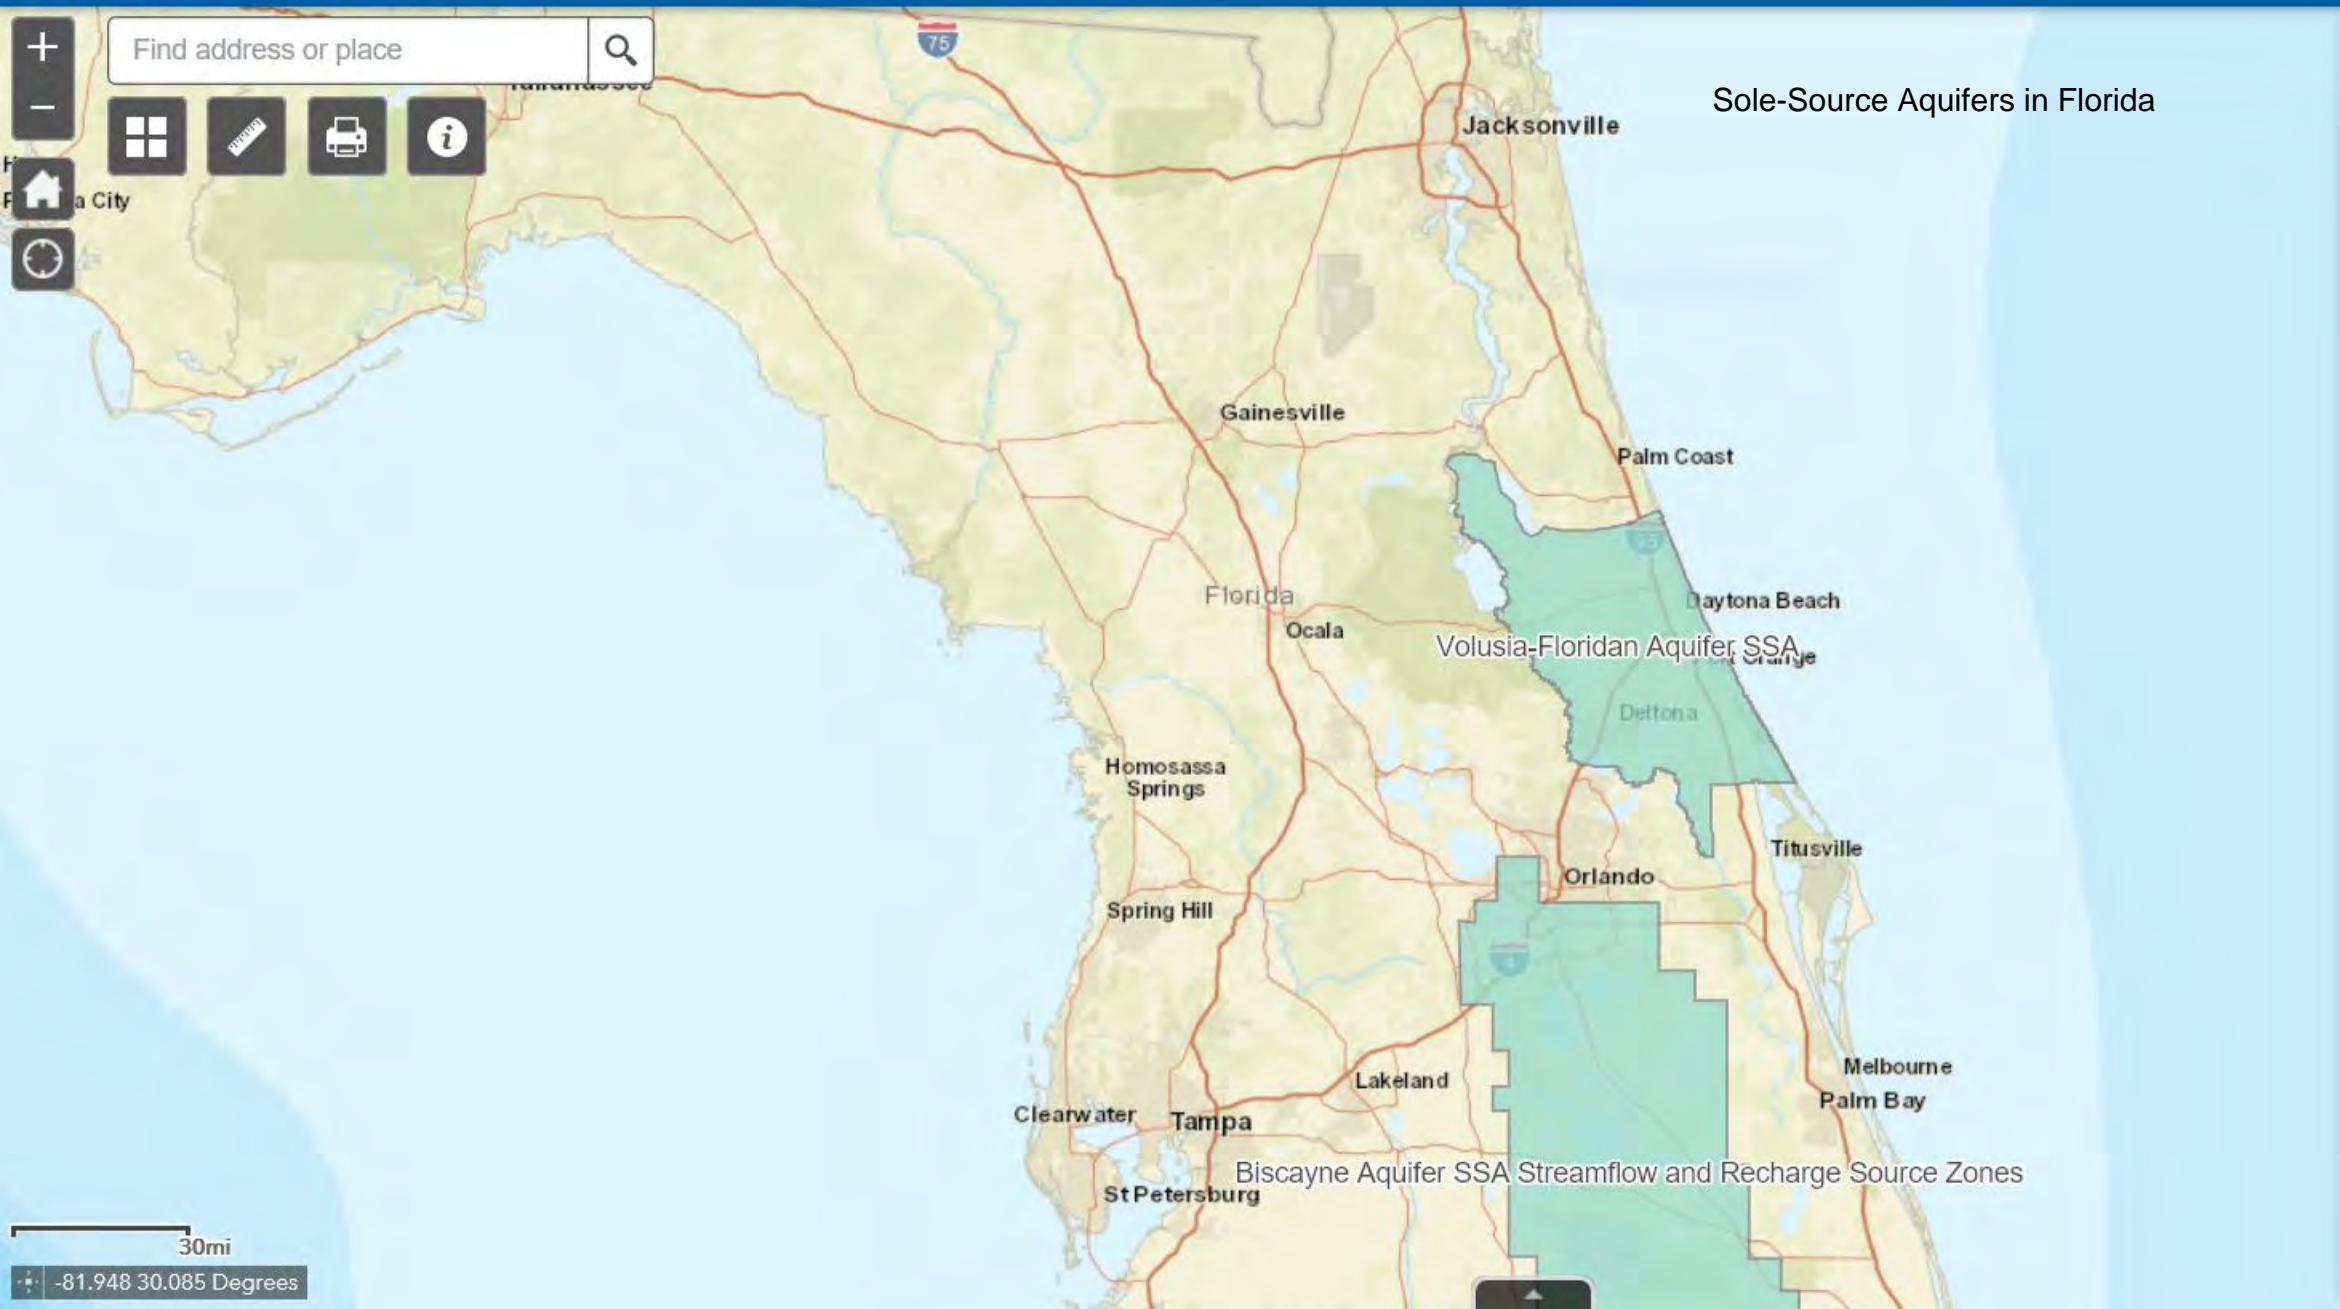 75
Find address or place
Sole-Source Aquifers in Florida
Jacksonville
a City
Gainesville
Palm Coast
95
Daytona Beach
Florida
Ocala
Volusia-Floridan Aquifer SSA
Deltona
Homosassa
Springs
Titusville
Orlando
Spring Hill
4
Melbourne
Lakeland
Palm Bay
Clearwater
Tampa
Biscayne Aquifer SSA Streamflow and Recharge Source Zones
St Petersburg
30mi
-81.948 30.085 Degrees